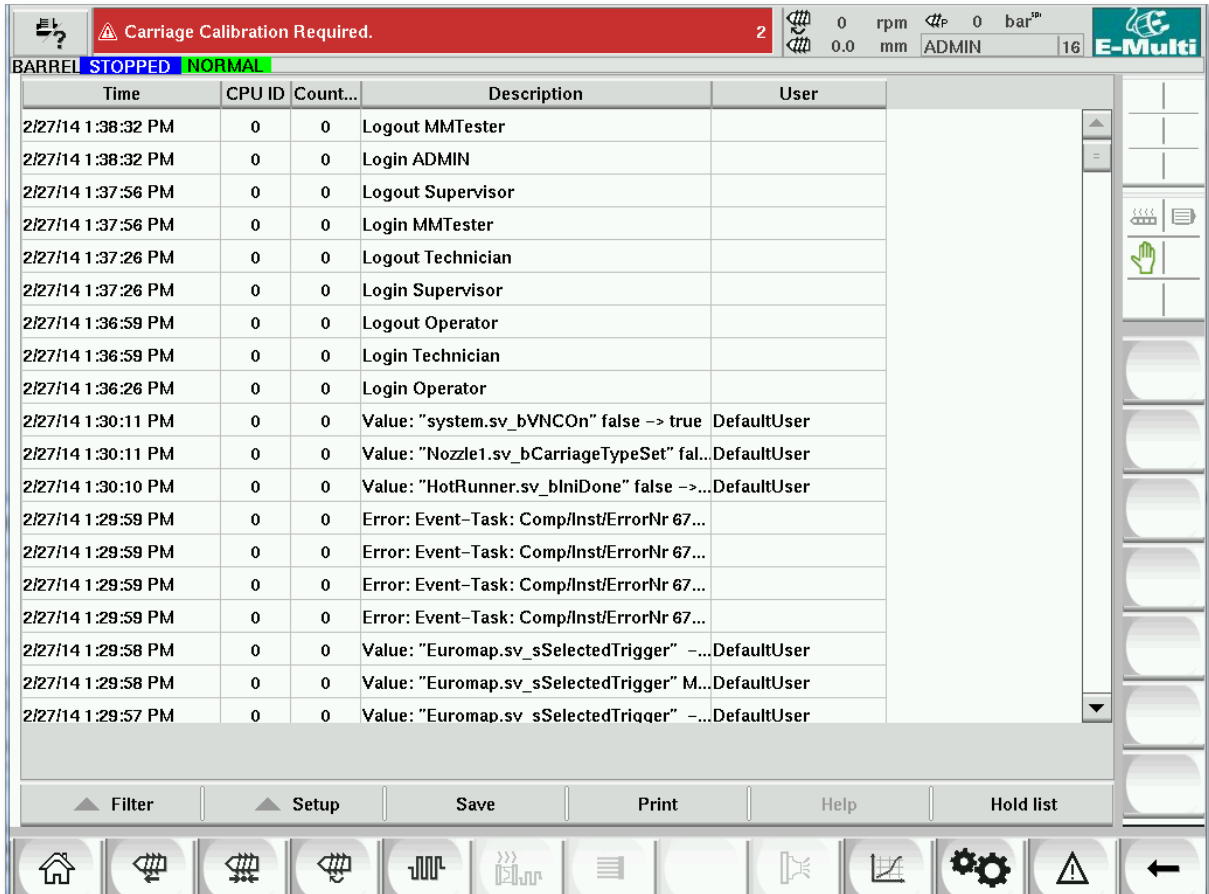 Carriage Calibration Required. 2
0 rpm P 0 bar
0.0 mm ADMIN 16
E-Multi
BARREL STOPPED NORMAL
Time CPU ID Count... Description User
2/27/14 1:38:32 PM 0 0 Logout MMTester
2/27/14 1:38:32 PM 0 0 Login ADMIN
2/27/14 1:37:56 PM 0 0 Logout Supervisor
2/27/14 1:37:56 PM 0 0 Login MMTester
2/27/14 1:37:26 PM 0 0 Logout Technician
2/27/14 1:37:26 PM 0 0 Login Supervisor
2/27/14 1:36:59 PM 0 0 Logout Operator
2/27/14 1:36:59 PM 0 0 Login Technician
2/27/14 1:36:26 PM 0 0 Login Operator
2/27/14 1:30:11 PM 0 0 Value: "system.sv_bVNCOn" false -> true DefaultUser
2/27/14 1:30:11 PM 0 0 Value: "Nozzle1.sv_bCarriageTypeSet" fal... DefaultUser
2/27/14 1:30:10 PM 0 0 Value: "HotRunner.sv_bIniDone" false ->... DefaultUser
2/27/14 1:29:59 PM 0 0 Error: Event-Task: Comp/Inst/ErrorNr 67...
2/27/14 1:29:59 PM 0 0 Error: Event-Task: Comp/Inst/ErrorNr 67...
2/27/14 1:29:59 PM 0 0 Error: Event-Task: Comp/Inst/ErrorNr 67...
2/27/14 1:29:59 PM 0 0 Error: Event-Task: Comp/Inst/ErrorNr 67...
2/27/14 1:29:58 PM 0 0 Value: "Euromap.sv_sSelectedTrigger" -... DefaultUser
2/27/14 1:29:58 PM 0 0 Value: "Euromap.sv_sSelectedTrigger" M... DefaultUser
2/27/14 1:29:57 PM 0 0 Value: "Euromap.sv_sSelectedTrigger" -... DefaultUser
Filter Setup Save Print Help Hold list